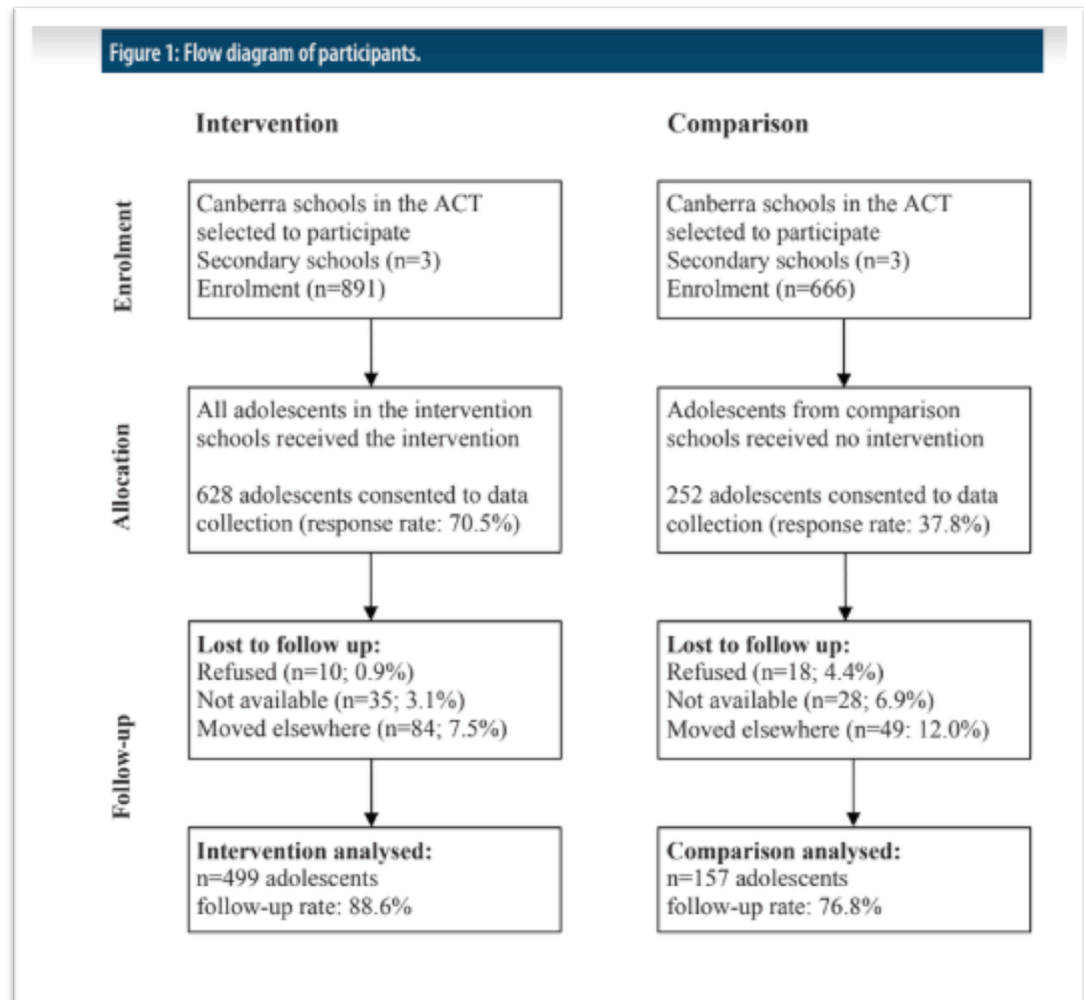 Figure 1: Flow diagram of participants.
Intervention
Comparison
Enrolment
Canberra schools in the ACT
selected to participate
Secondary schools (n=3)
Enrolment (n=891)
Canberra schools in the ACT
selected to participate
Secondary schools (n=3)
Enrolment (n=666)
Allocation
All adolescents in the intervention
schools received the intervention
628 adolescents consented to data
collection (response rate: 70.5%)
Adolescents from comparison
schools received no intervention
252 adolescents consented to data
collection (response rate: 37.8%)
Follow-up
Lost to follow up:
Refused (n=10; 0.9%)
Not available (n=35; 3.1%)
Moved elsewhere (n=84; 7.5%)
Lost to follow up:
Refused (n=18; 4.4%)
Not available (n=28; 6.9%)
Moved elsewhere (n=49: 12.0%)
Intervention analysed:
n=499 adolescents
follow-up rate: 88.6%
Comparison analysed:
n=157 adolescents
follow-up rate: 76.8%